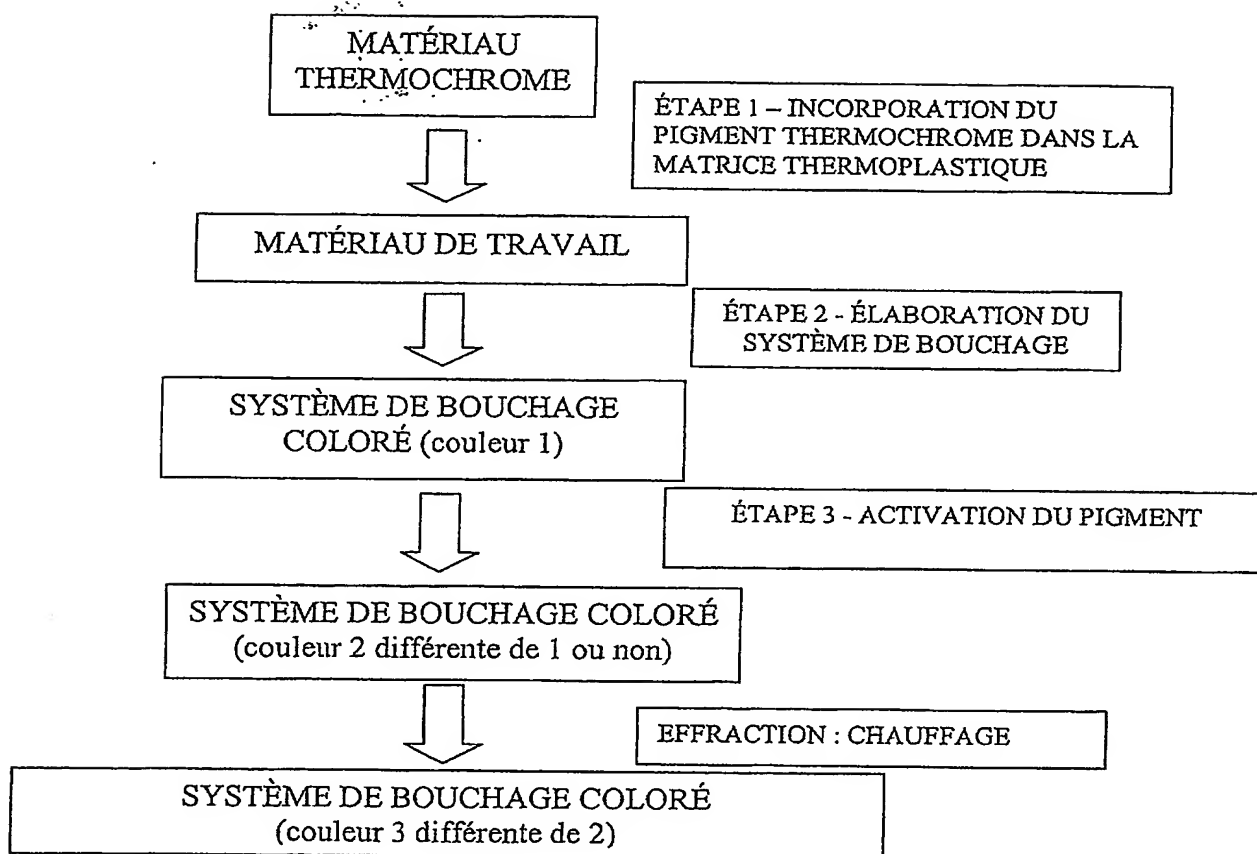 MATÉRIAU
THERMOCHROME
ÉTAPE 1 – INCORPORATION DU
PIGMENT THERMOCHROME DANS LA
MATRICE THERMOPLASTIQUE
MATÉRIAU DE TRAVAIL
ÉTAPE 2 - ÉLABORATION DU
SYSTÈME DE BOUCHAGE
SYSTÈME DE BOUCHAGE
COLORÉ (couleur 1)
ÉTAPE 3 - ACTIVATION DU PIGMENT
SYSTÈME DE BOUCHAGE COLORÉ
(couleur 2 différente de 1 ou non)
EFFRACTION : CHAUFFAGE
SYSTÈME DE BOUCHAGE COLORÉ
(couleur 3 différente de 2)